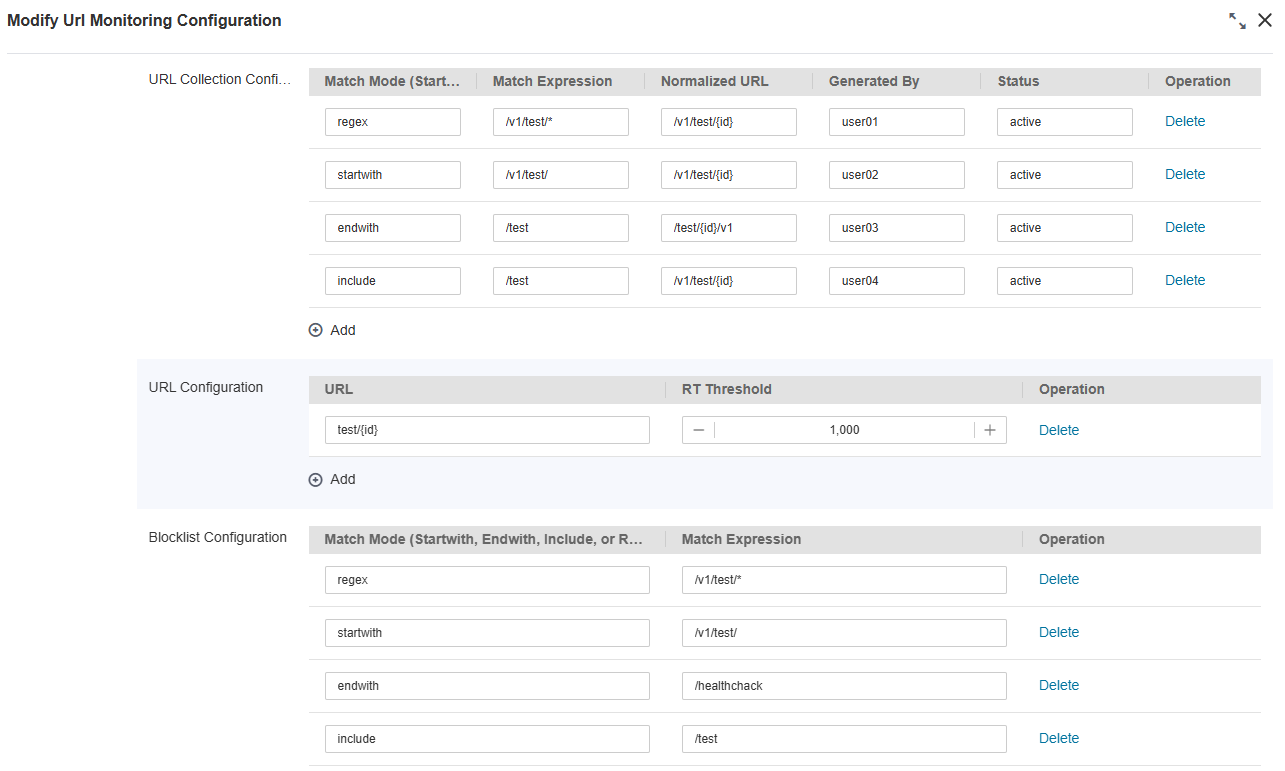 Modify Url Monitoring Configuration
URL Collection Confi...
Match Mode (Start... Match Expression Normalized URL Generated By Status Operation
regex /v1/test/* /v1/test/{id} user01 active Delete
startwith /v1/test/ /v1/test/{id} user02 active Delete
endwith /test /test/{id}/v1 user03 active Delete
include /test /v1/test/{id} user04 active Delete
Add
URL Configuration
URL RT Threshold Operation
test/{id} 1,000 Delete
Add
Blocklist Configuration
Match Mode (Startwith, Endwith, Include, or R... Match Expression Operation
regex /v1/test/* Delete
startwith /v1/test/ Delete
endwith /healthchack Delete
include /test Delete